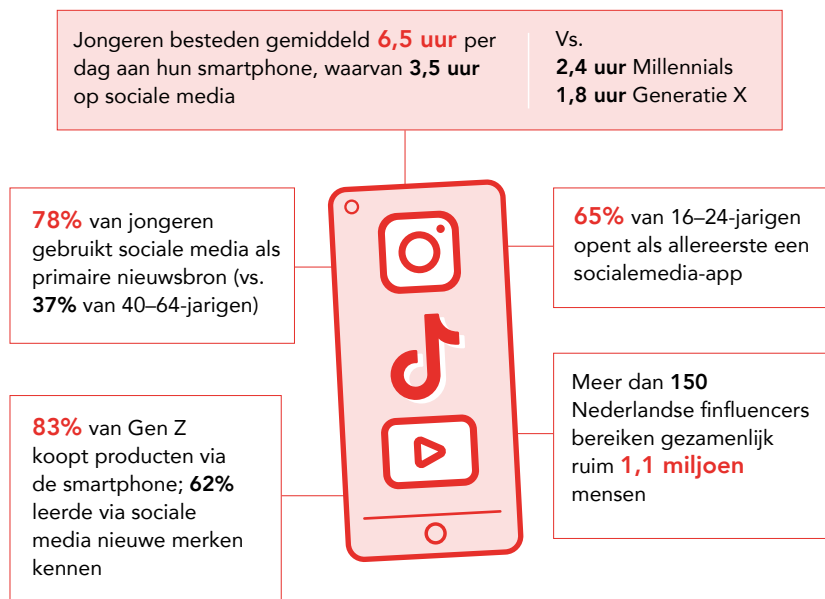 Jongeren besteden gemiddeld 6,5 uur per
dag aan hun smartphone, waarvan 3,5 uur
op sociale media
Vs.
2,4 uur Millennials
1,8 uur Generatie X
78% van jongeren
gebruikt sociale media als
primaire nieuwsbron (vs.
37% van 40–64-jarigen)
65% van 16–24-jarigen
opent als allereerste een
socialemedia-app
83% van Gen Z
koopt producten via
de smartphone; 62%
leerde via sociale
media nieuwe merken
kennen
Meer dan 150
Nederlandse finfluencers
bereiken gezamenlijk
ruim 1,1 miljoen
mensen